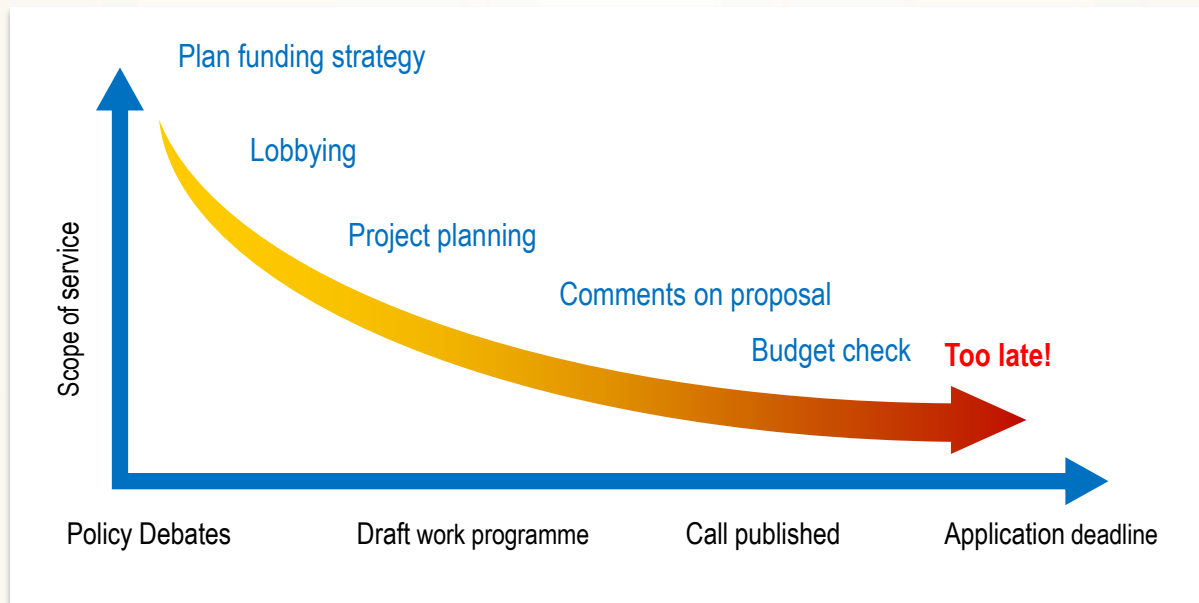 Plan funding strategy
Lobbying
Project planning
Comments on proposal
Budget check
Too late!
Scope of service
Policy Debates
Draft work programme
Call published
Application deadline